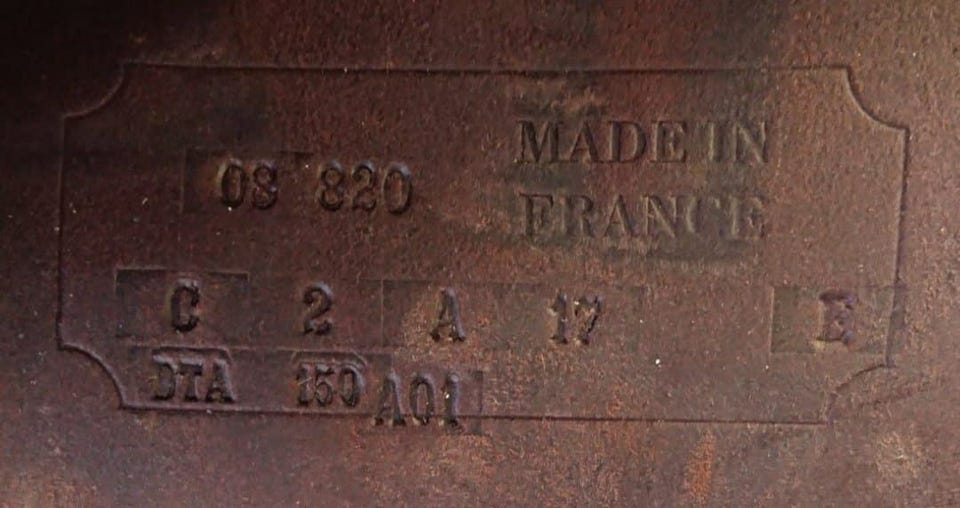 08 820 MADE IN
FRANCE
C 2 A 17 E
DTA 150 A01